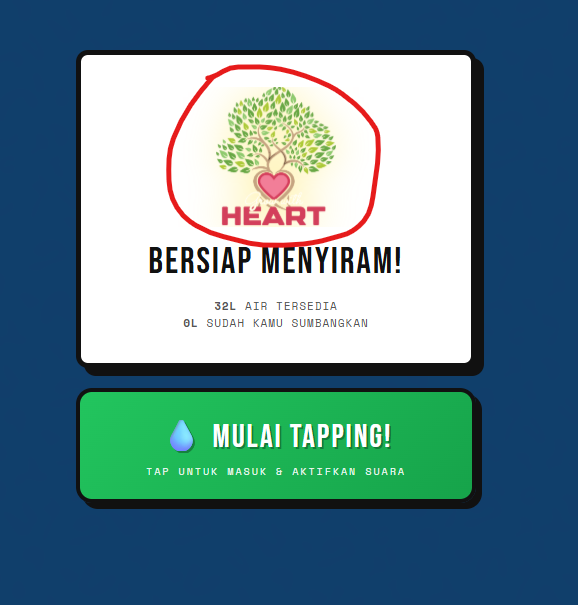 HEART
BERSIAP MENYIRAM!
32L AIR TERSEDIA
0L SUDAH KAMU SUMBANGKAN
MULAI TAPPING!
TAP UNTUK MASUK & AKTIFKAN SUARA